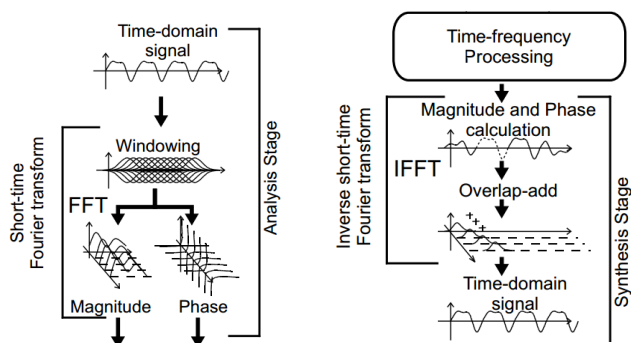 Time-domain
signal
Windowing
FFT
Magnitude
Phase
Short-time
Fourier transform
Analysis Stage
Time-frequency
Processing
Magnitude and Phase
calculation
IFFT
Overlap-add
+
+
+
Time-domain
signal
Inverse short-time
Fourier transform
Synthesis Stage